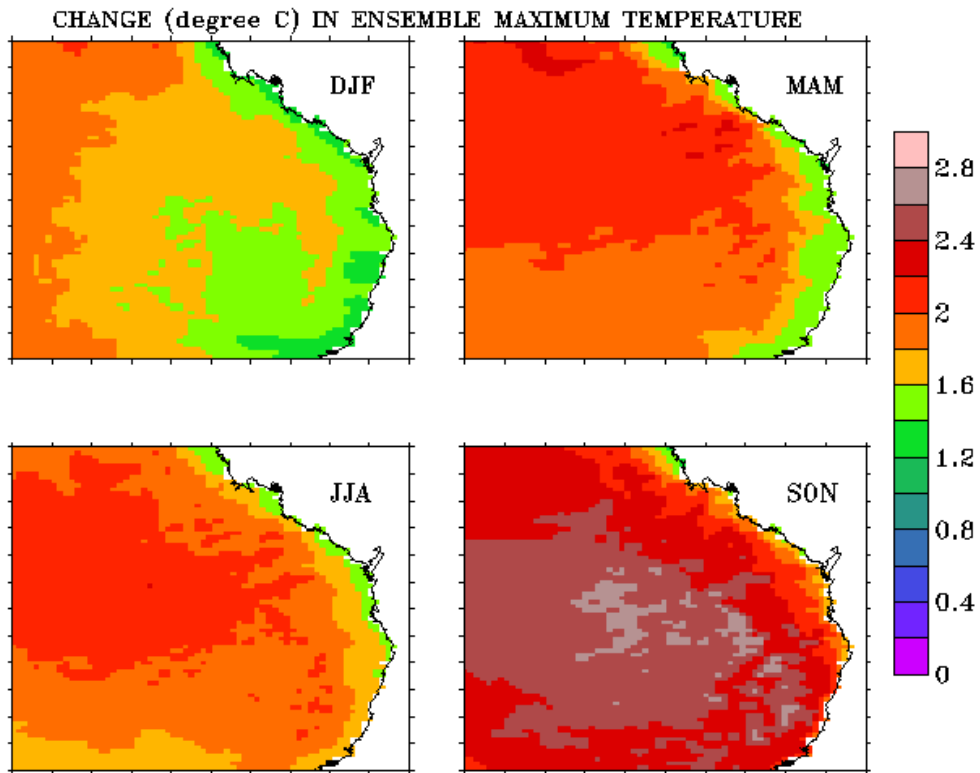 CHANGE (degree C) IN ENSEMBLE MAXIMUM TEMPERATURE
DJF
MAM
JJA
SON
2.8
2.4
2
1.6
1.2
0.8
0.4
0